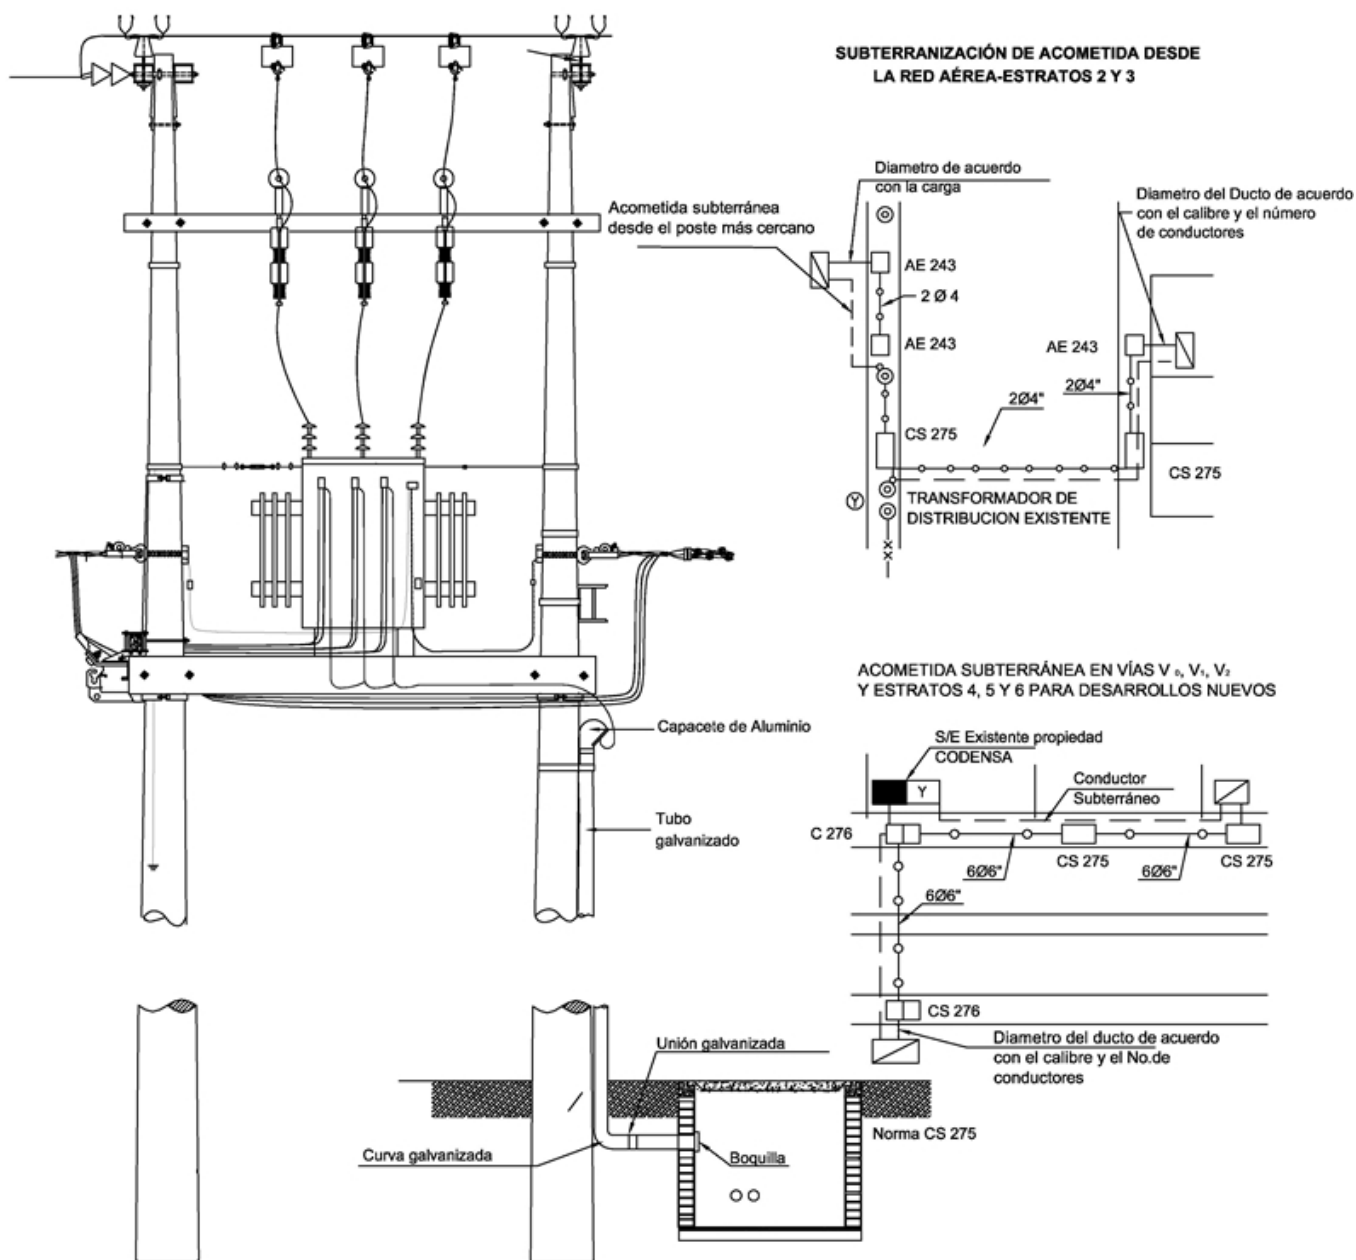 SUBTERRANIZACIÓN DE ACOMETIDA DESDE
LA RED AÉREA-ESTRATOS 2 Y 3
Diametro de acuerdo
con la carga
Acometida subterránea
desde el poste más cercano
Diametro del Ducto de acuerdo
con el calibre y el número
de conductores
AE 243
2 Ø 4
AE 243
AE 243
2Ø4"
2Ø4"
CS 275
CS 275
Y
TRANSFORMADOR DE
DISTRIBUCION EXISTENTE
ACOMETIDA SUBTERRÁNEA EN VÍAS V₀, V₁, V₂
Y ESTRATOS 4, 5 Y 6 PARA DESARROLLOS NUEVOS
Capacete de Aluminio
S/E Existente propiedad
CODENSA
Y
Conductor
Subterráneo
Tubo
galvanizado
C 276
CS 275
CS 275
6Ø6"
6Ø6"
6Ø6"
CS 276
Diametro del ducto de acuerdo
con el calibre y el No.de
conductores
Unión galvanizada
Norma CS 275
Curva galvanizada
Boquilla